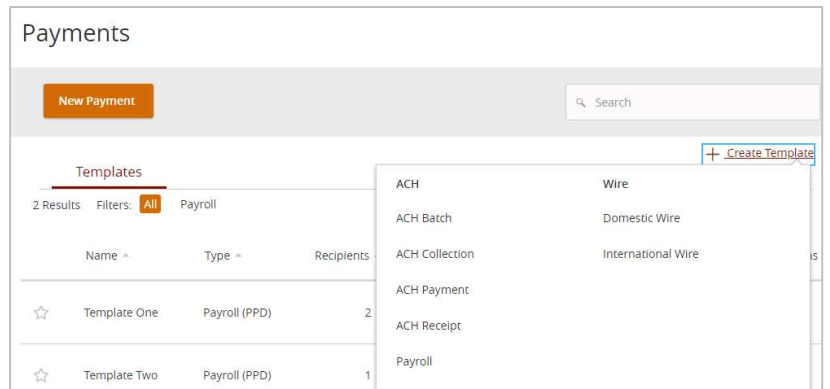 Payments
New Payment
Search
+ Create Template
Templates
2 Results Filters: All Payroll
Name Type Recipients
Template One Payroll (PPD) 2
Template Two Payroll (PPD) 1
ACH Wire
ACH Batch Domestic Wire
ACH Collection International Wire
ACH Payment
ACH Receipt
Payroll